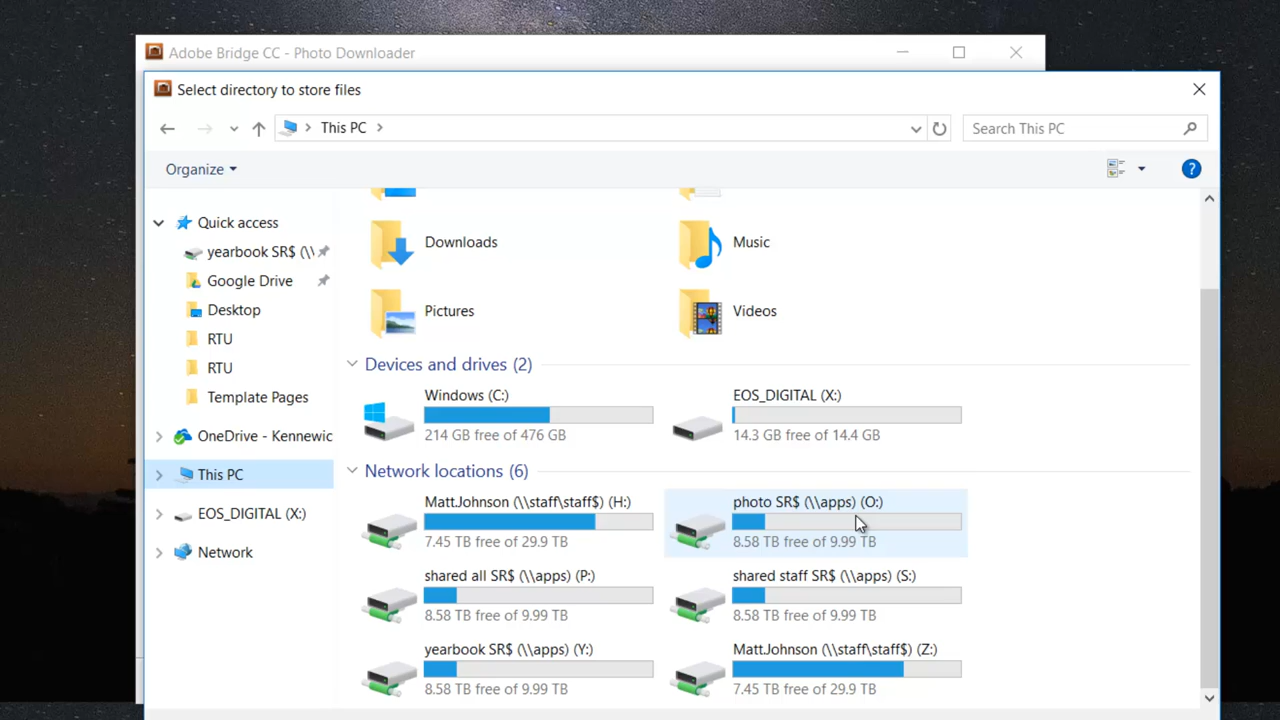 Adobe Bridge CC - Photo Downloader
Select directory to store files
This PC
Search This PC
Organize
?
Quick access
yearbook SR$ (\\
Google Drive
Desktop
RTU
RTU
Template Pages
OneDrive - Kennewic
This PC
EOS_DIGITAL (X:)
Network
Downloads
Music
Pictures
Videos
Devices and drives (2)
Windows (C:)
214 GB free of 476 GB
EOS_DIGITAL (X:)
14.3 GB free of 14.4 GB
Network locations (6)
MattJohnson (\\staff\staff$) (H:)
7.45 TB free of 29.9 TB
photo SR$ (\\apps) (O:)
8.58 TB free of 9.99 TB
shared all SR$ (\\apps) (P:)
8.58 TB free of 9.99 TB
shared staff SR$ (\\apps) (S:)
8.58 TB free of 9.99 TB
yearbook SR$ (\\apps) (Y:)
8.58 TB free of 9.99 TB
MattJohnson (\\staff\staff$) (Z:)
7.45 TB free of 29.9 TB